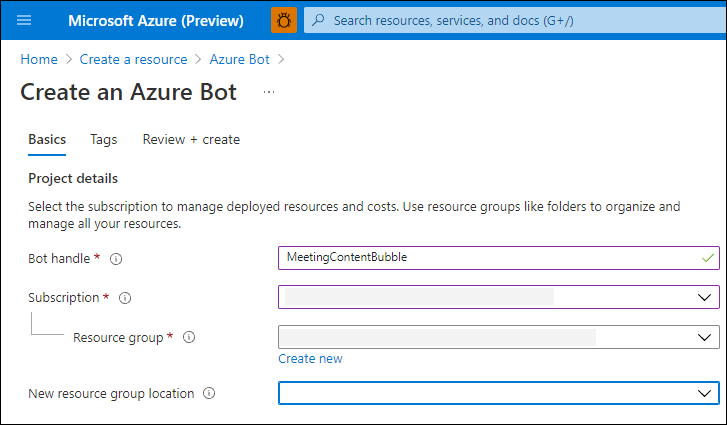 Microsoft Azure (Preview)
Search resources, services, and docs (G+/)
Home > Create a resource > Azure Bot >
Create an Azure Bot ...
Basics Tags Review + create
Project details
Select the subscription to manage deployed resources and costs. Use resource groups like folders to organize and
manage all your resources.
Bot handle *
MeetingContentBubble
Subscription *
Resource group *
Create new
New resource group location